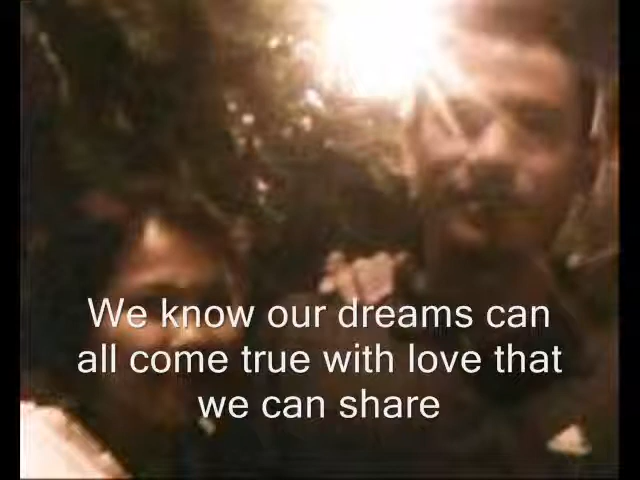 We know our dreams can
all come true with love that
we can share